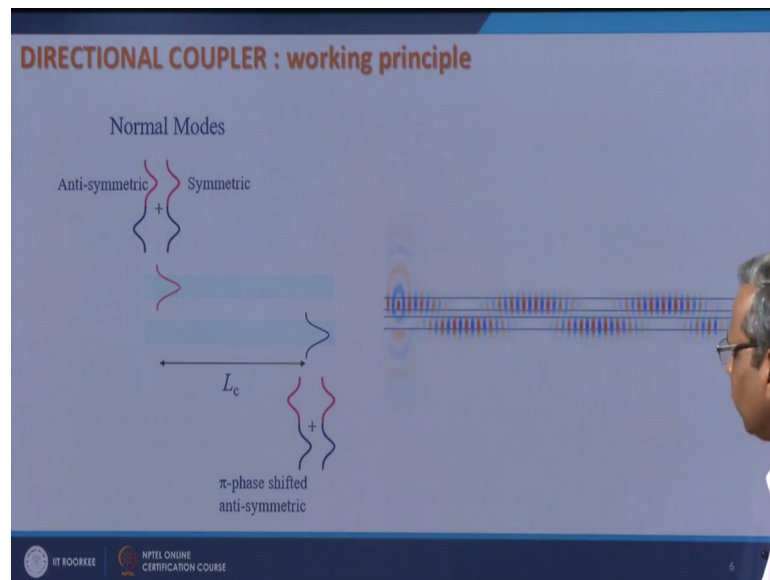 DIRECTIONAL COUPLER : working principle
Normal Modes
Anti-symmetric
Symmetric
+
L_c
+
π-phase shifted
anti-symmetric
IIT ROORKEE
NPTEL ONLINE
CERTIFICATION COURSE
6